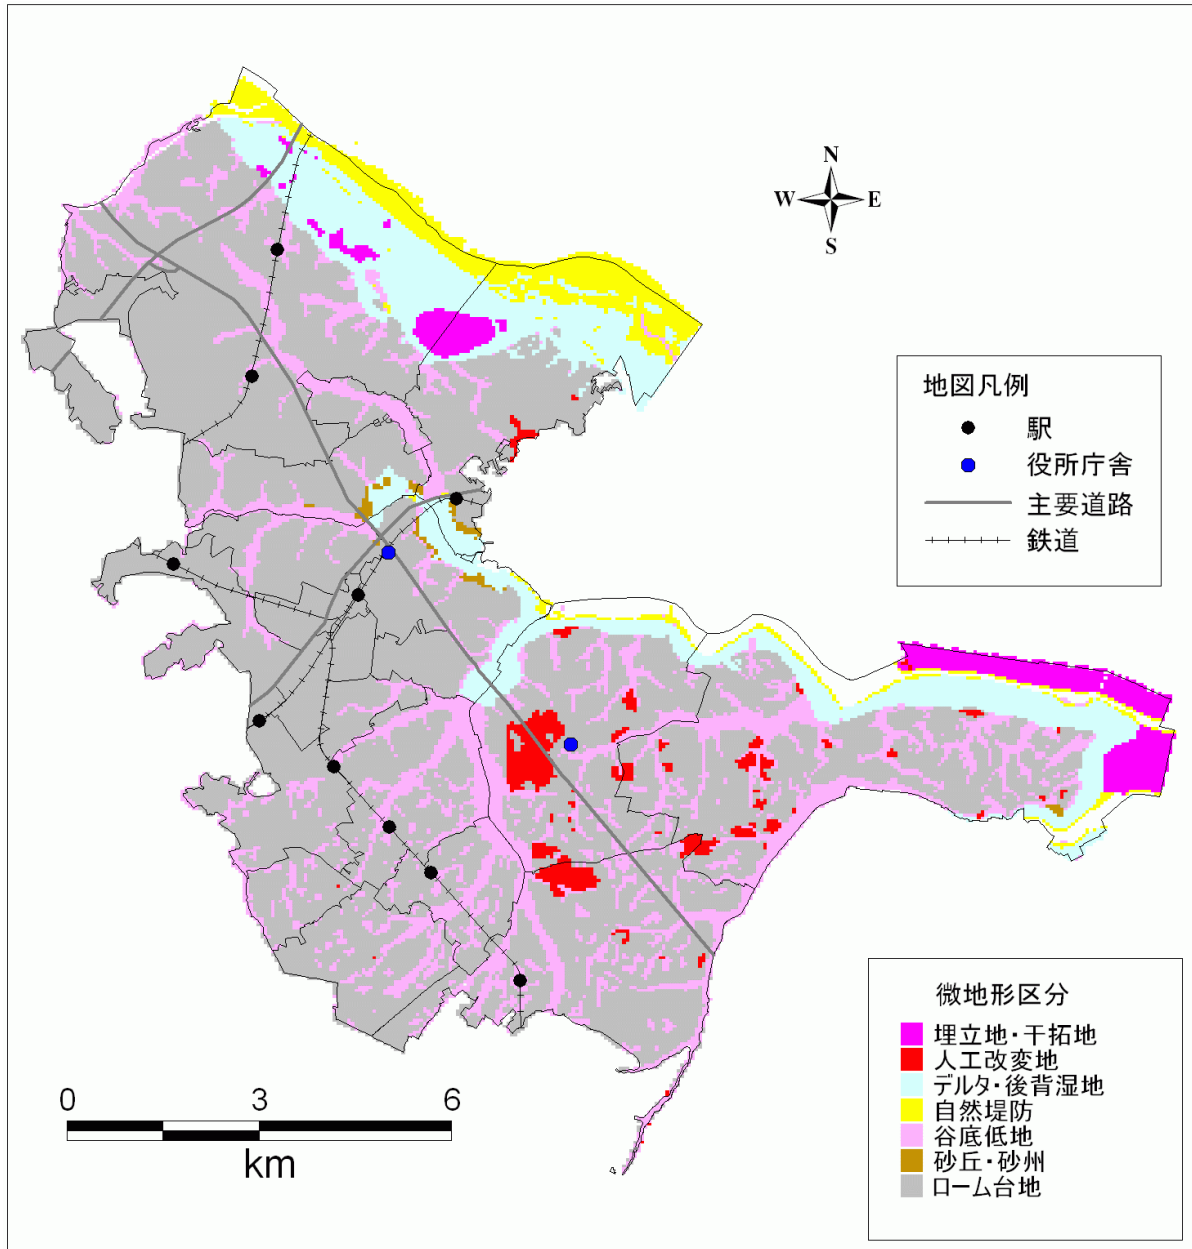 N
W E
S
地図凡例
駅
役所庁舎
主要道路
鉄道
微地形区分
埋立地・干拓地
人工改変地
デルタ・後背湿地
自然堤防
谷底低地
砂丘・砂州
ローム台地
0 3 6
km